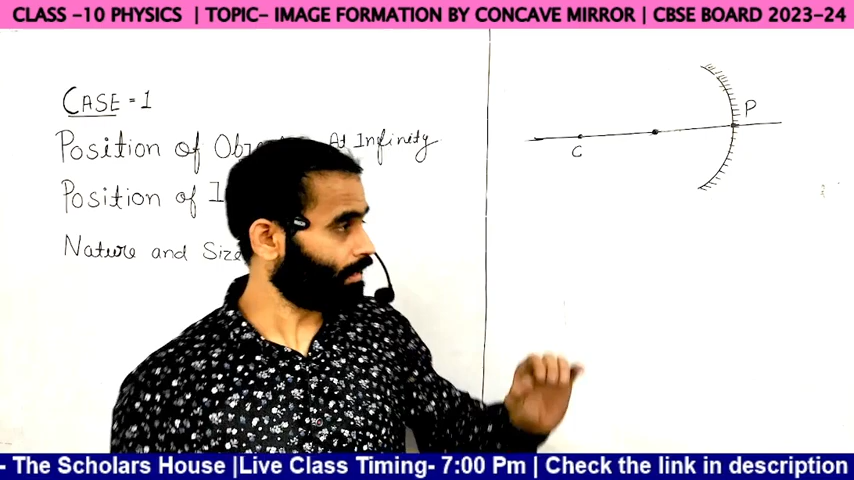 CLASS -10 PHYSICS | TOPIC- IMAGE FORMATION BY CONCAVE MIRROR | CBSE BOARD 2023-24
CASE - 1
Position of At Infinity
Position of
Nature and Size
P
C
- The Scholars House |Live Class Timing- 7:00 Pm | Check the link in description